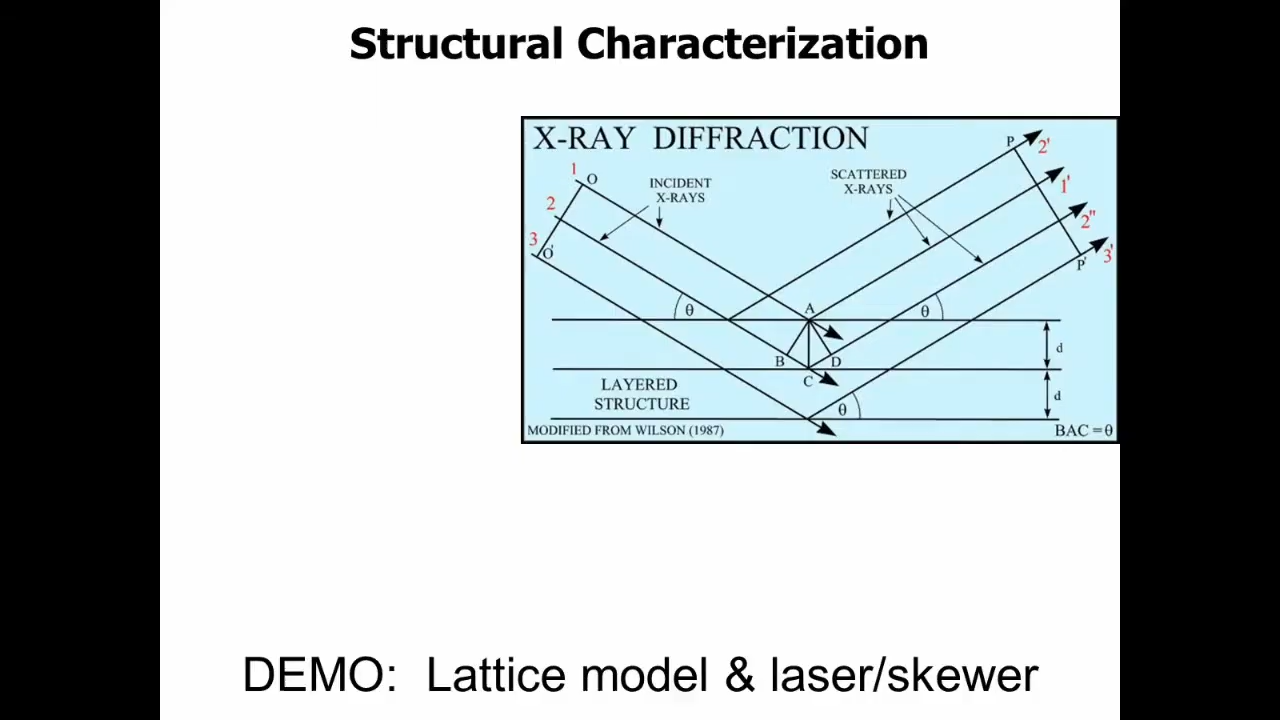 Structural Characterization
X-RAY DIFFRACTION
1
O
2
3
O'
INCIDENT
X-RAYS
SCATTERED
X-RAYS
P
2'
1'
2"
3'
P'
θ
A
θ
B
D
C
d
LAYERED
STRUCTURE
θ
d
MODIFIED FROM WILSON (1987)
BAC = θ
DEMO: Lattice model & laser/skewer